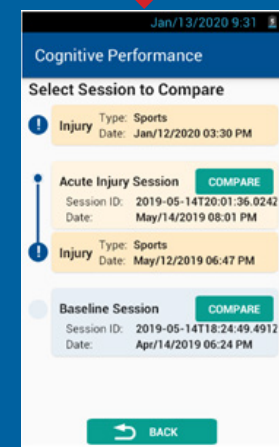 Jan/13/2020 9:31
Cognitive Performance
Select Session to Compare
Injury Type: Sports
Date: Jan/12/2020 03:30 PM
Acute Injury Session COMPARE
Session ID: 2019-05-14T20:01:36.0242
Date: May/14/2019 08:01 PM
Injury Type: Sports
Date: May/12/2019 06:47 PM
Baseline Session COMPARE
Session ID: 2019-05-14T18:24:49.4912
Date: Apr/14/2019 06:24 PM
BACK